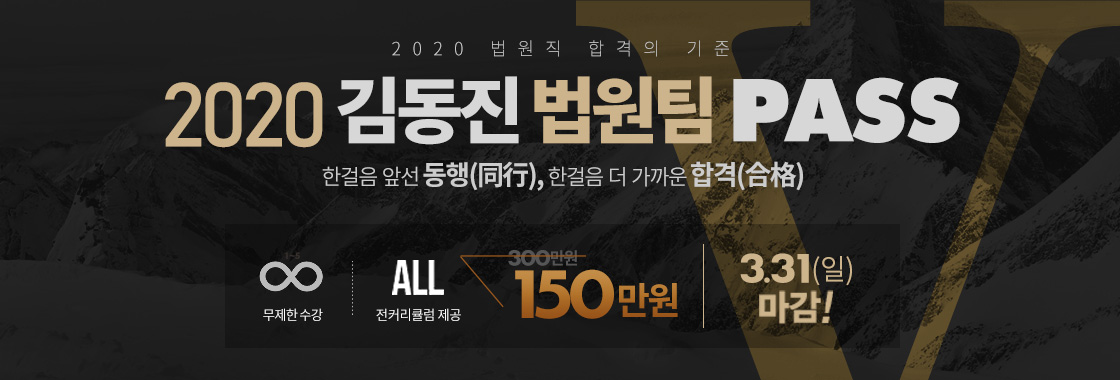 2020 법원직 합격의 기준
2020 김동진 법원팀 PASS
한걸음 앞선 동행(同行), 한걸음 더 가까운 합격(合格)
무제한 수강
ALL
전커리큘럼 제공
300만원
150만원
3.31(일)
마감!